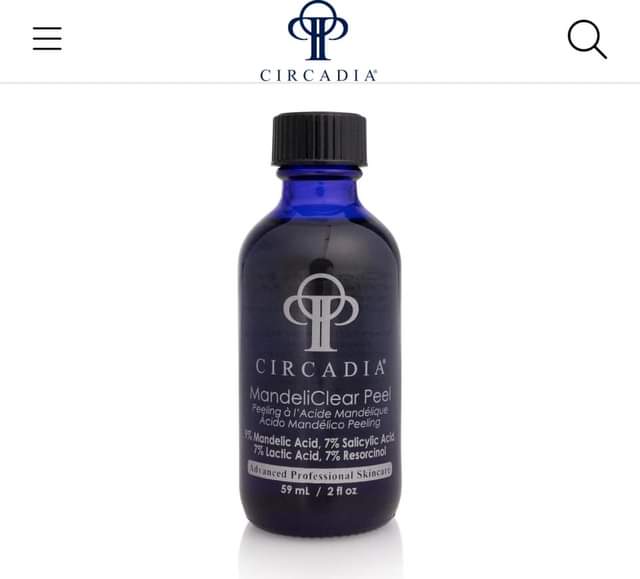 CIRCADIA®
CIRCADIA®
MandeliClear Peel
Peeling à l'Acide Mandélique
Ácido Mandélico Peeling
9% Mandelic Acid, 7% Salicylic Acid
7% Lactic Acid, 7% Resorcinol
Advanced Professional Skincare
59 mL / 2 fl oz